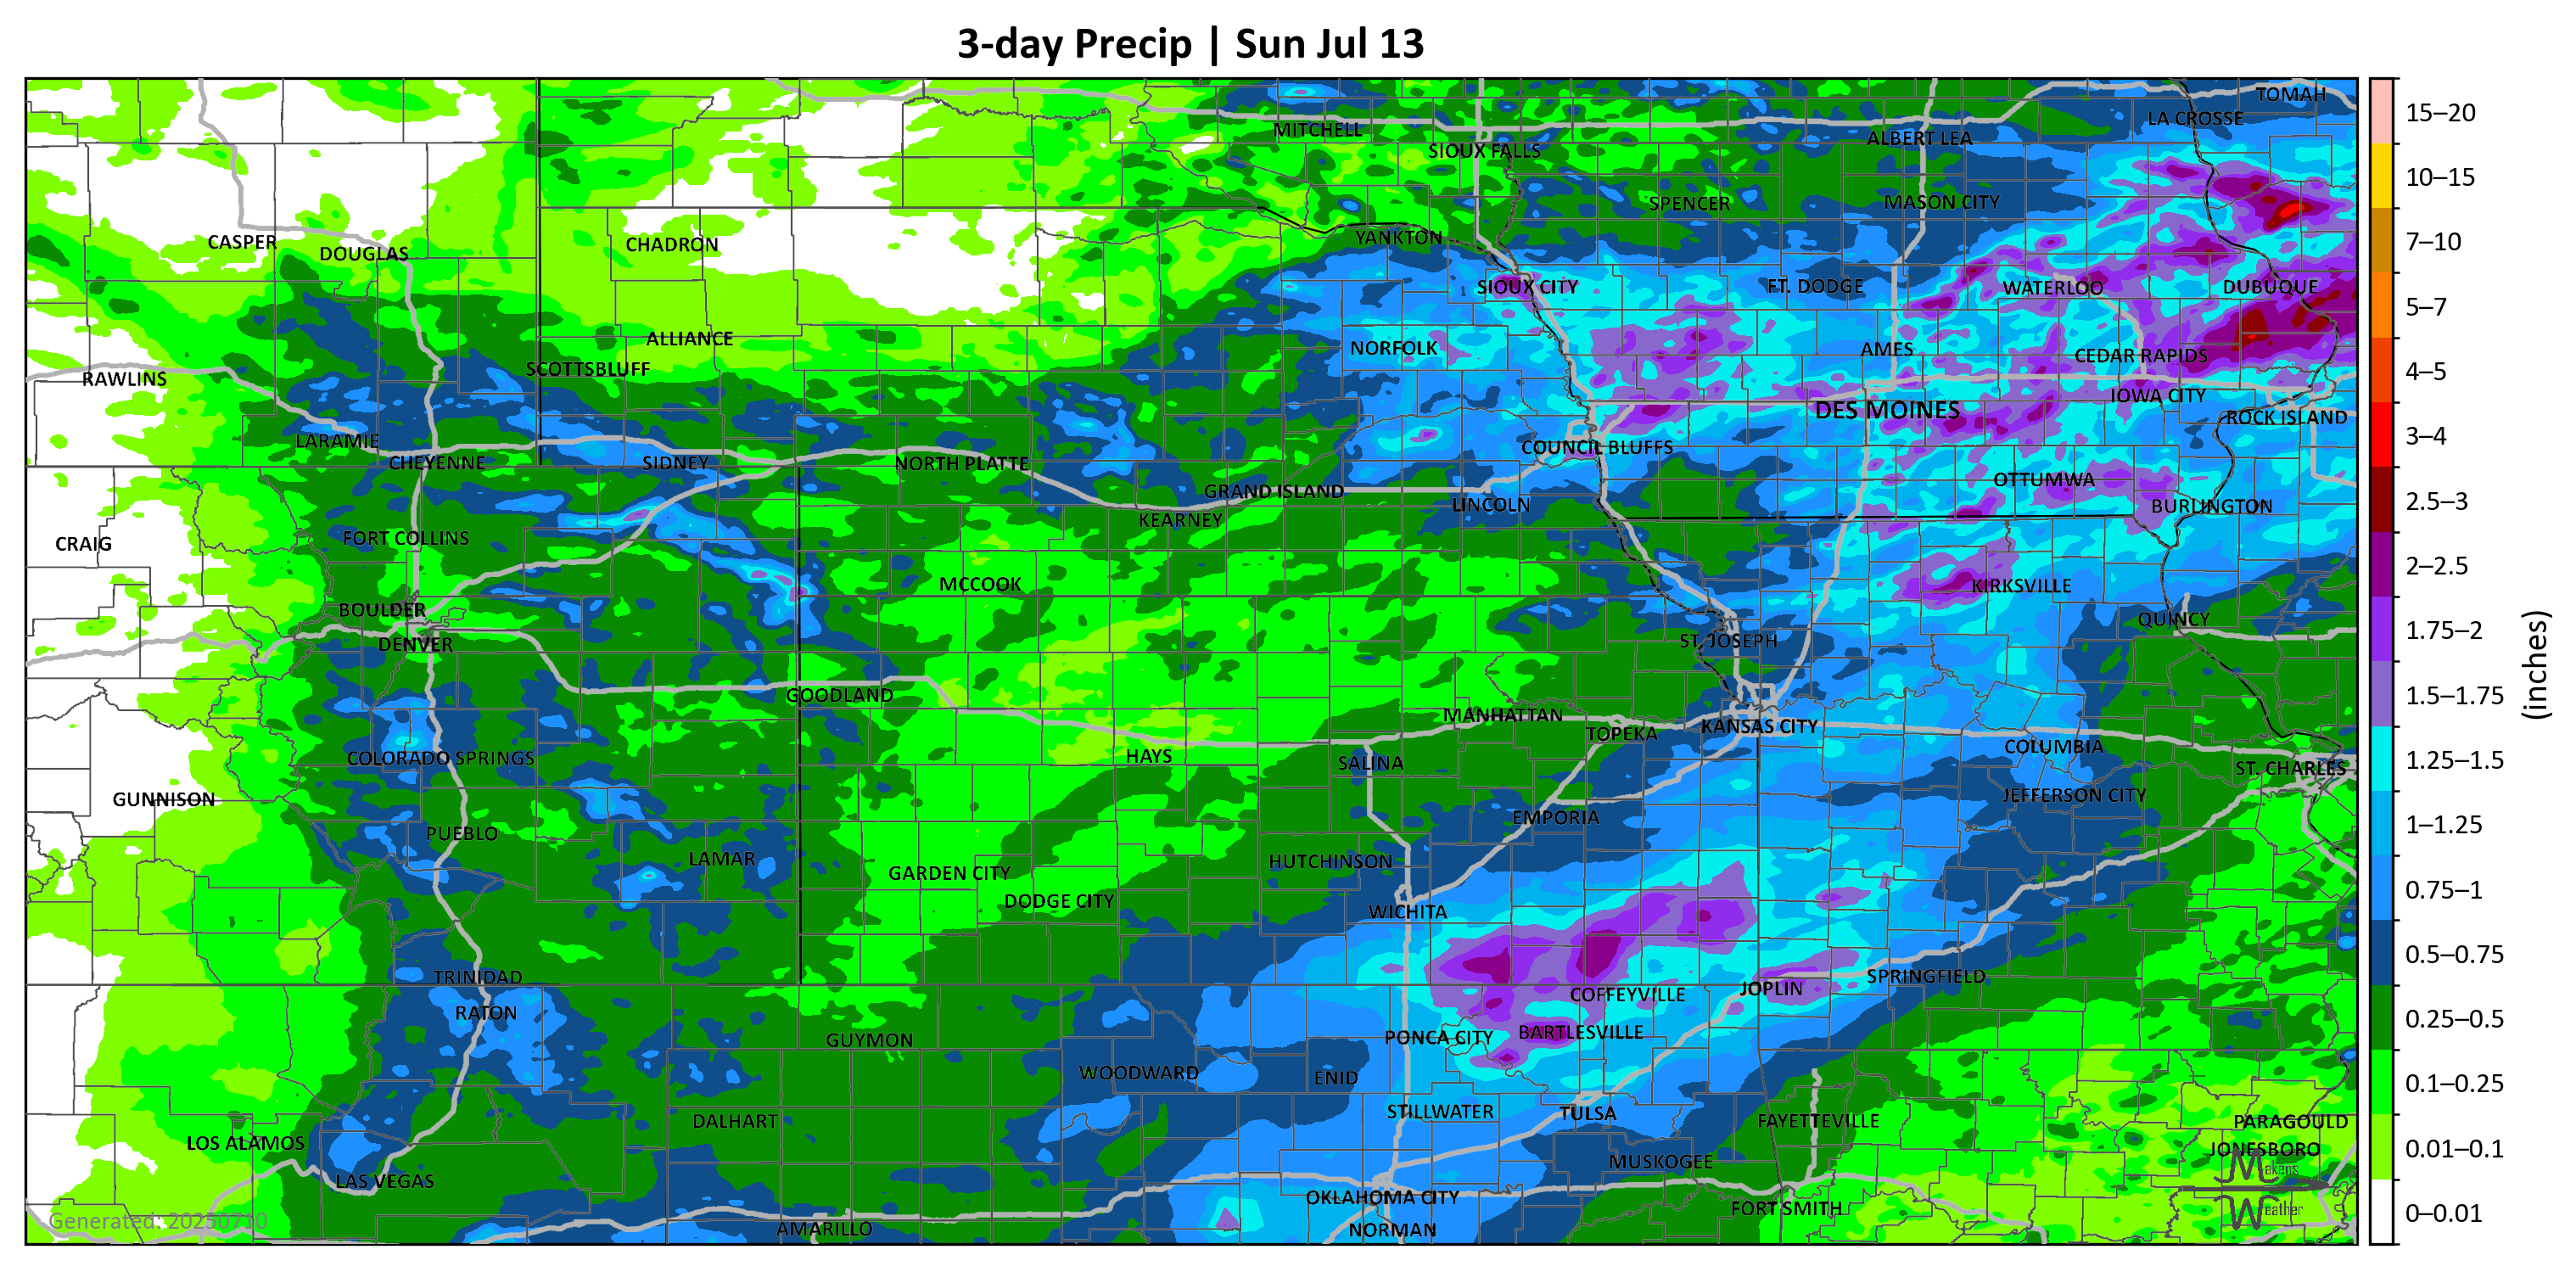 3-day Precip | Sun Jul 13
TOMAH
LA CROSSE
MITCHELL
ALBERT LEA
SIOUX FALLS
SPENCER
MASON CITY
CASPER
DOUGLAS
CHADRON
YANKTON
SIOUX CITY
FT. DODGE
WATERLOO
DUBUQUE
ALLIANCE
NORFOLK
AMES
CEDAR RAPIDS
SCOTTSBLUFF
RAWLINS
IOWA CITY
DES MOINES
ROCK ISLAND
LARAMIE
COUNCIL BLUFFS
CHEYENNE
SIDNEY
NORTH PLATTE
OTTUMWA
GRAND ISLAND
LINCOLN
BURLINGTON
KEARNEY
FORT COLLINS
CRAIG
MCCOOK
KIRKSVILLE
BOULDER
QUINCY
DENVER
ST. JOSEPH
GOODLAND
MANHATTAN
KANSAS CITY
TOPEKA
COLUMBIA
HAYS
COLORADO SPRINGS
SALINA
ST. CHARLES
GUNNISON
JEFFERSON CITY
EMPORIA
PUEBLO
LAMAR
HUTCHINSON
GARDEN CITY
DODGE CITY
WICHITA
TRINIDAD
SPRINGFIELD
JOPLIN
COFFEYVILLE
RATON
BARTLESVILLE
PONCA CITY
GUYMON
WOODWARD
ENID
STILLWATER
TULSA
DALHART
FAYETTEVILLE
PARAGOULD
LOS ALAMOS
JONESBORO
MUSKOGEE
LAS VEGAS
OKLAHOMA CITY
FORT SMITH
AMARILLO
NORMAN
Generated: 20250710
Makens
Weather
15–20
10–15
7–10
5–7
4–5
3–4
2.5–3
2–2.5
1.75–2
1.5–1.75
1.25–1.5
1–1.25
0.75–1
0.5–0.75
0.25–0.5
0.1–0.25
0.01–0.1
0–0.01
(inches)